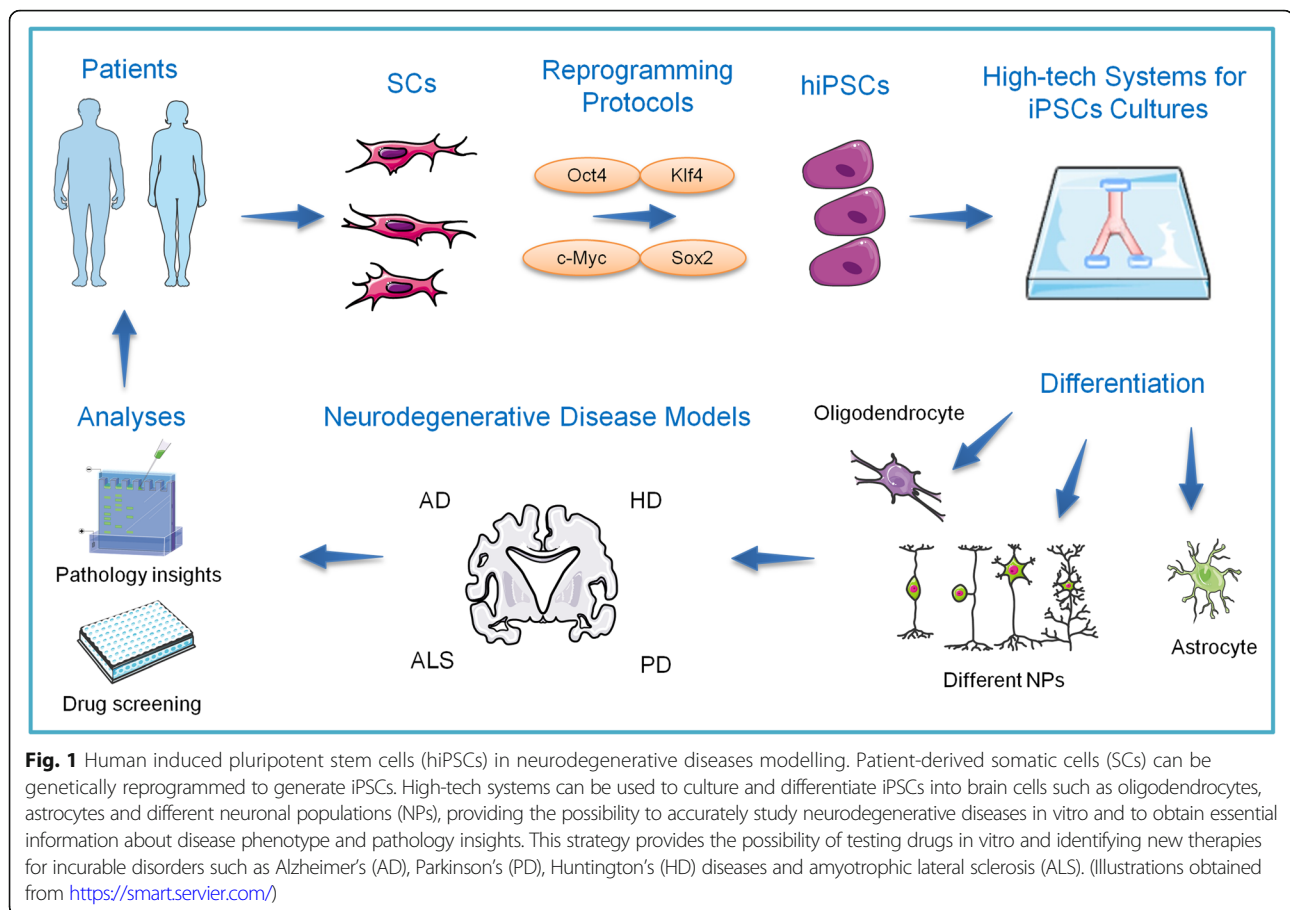 Patients
SCs
Reprogramming
Protocols
hiPSCs
High-tech Systems for
iPSCs Cultures
Oct4
Klf4
c-Myc
Sox2
Differentiation
Oligodendrocyte
Astrocyte
Different NPs
Neurodegenerative Disease Models
AD
HD
ALS
PD
Analyses
Pathology insights
Drug screening
Fig. 1 Human induced pluripotent stem cells (hiPSCs) in neurodegenerative diseases modelling. Patient-derived somatic cells (SCs) can be
genetically reprogrammed to generate iPSCs. High-tech systems can be used to culture and differentiate iPSCs into brain cells such as oligodendrocytes,
astrocytes and different neuronal populations (NPs), providing the possibility to accurately study neurodegenerative diseases in vitro and to obtain essential
information about disease phenotype and pathology insights. This strategy provides the possibility of testing drugs in vitro and identifying new therapies
for incurable disorders such as Alzheimer's (AD), Parkinson's (PD), Huntington's (HD) diseases and amyotrophic lateral sclerosis (ALS). (Illustrations obtained
from https://smart.servier.com/)